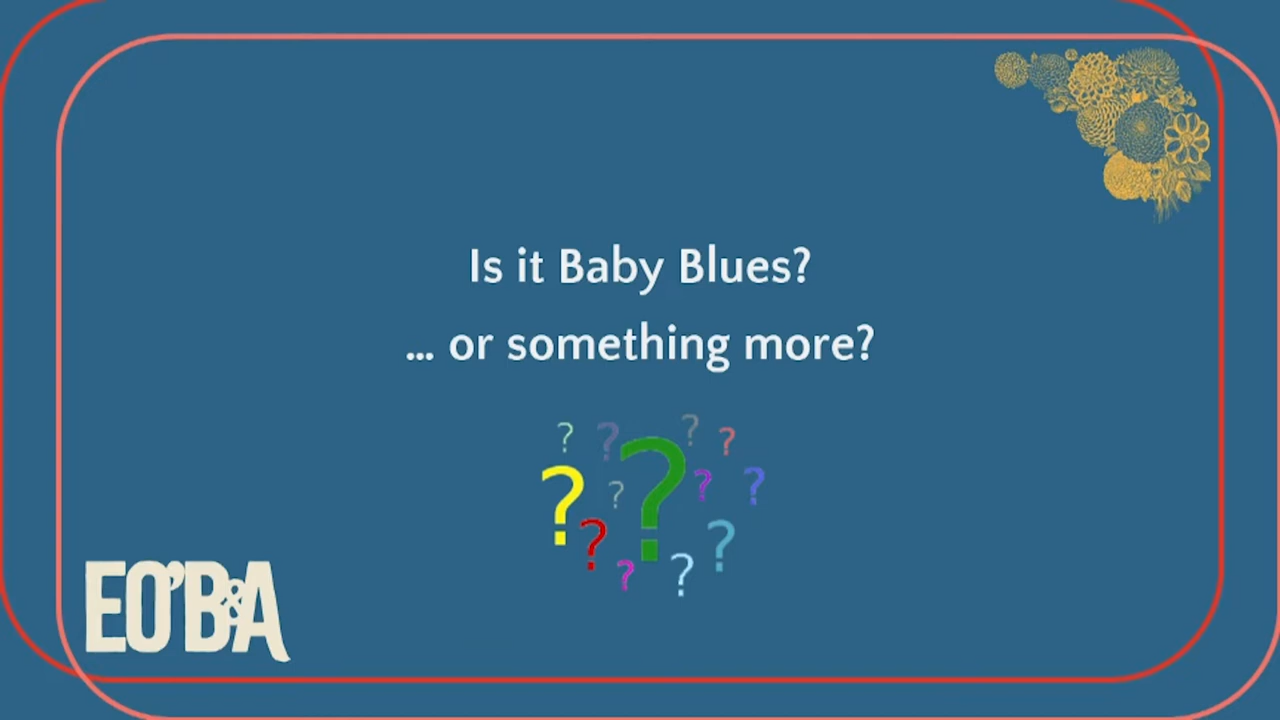 Is it Baby Blues?
... or something more?
? ? ? ?
? ? ? ? ?
? ?
? ?
EO'B&A